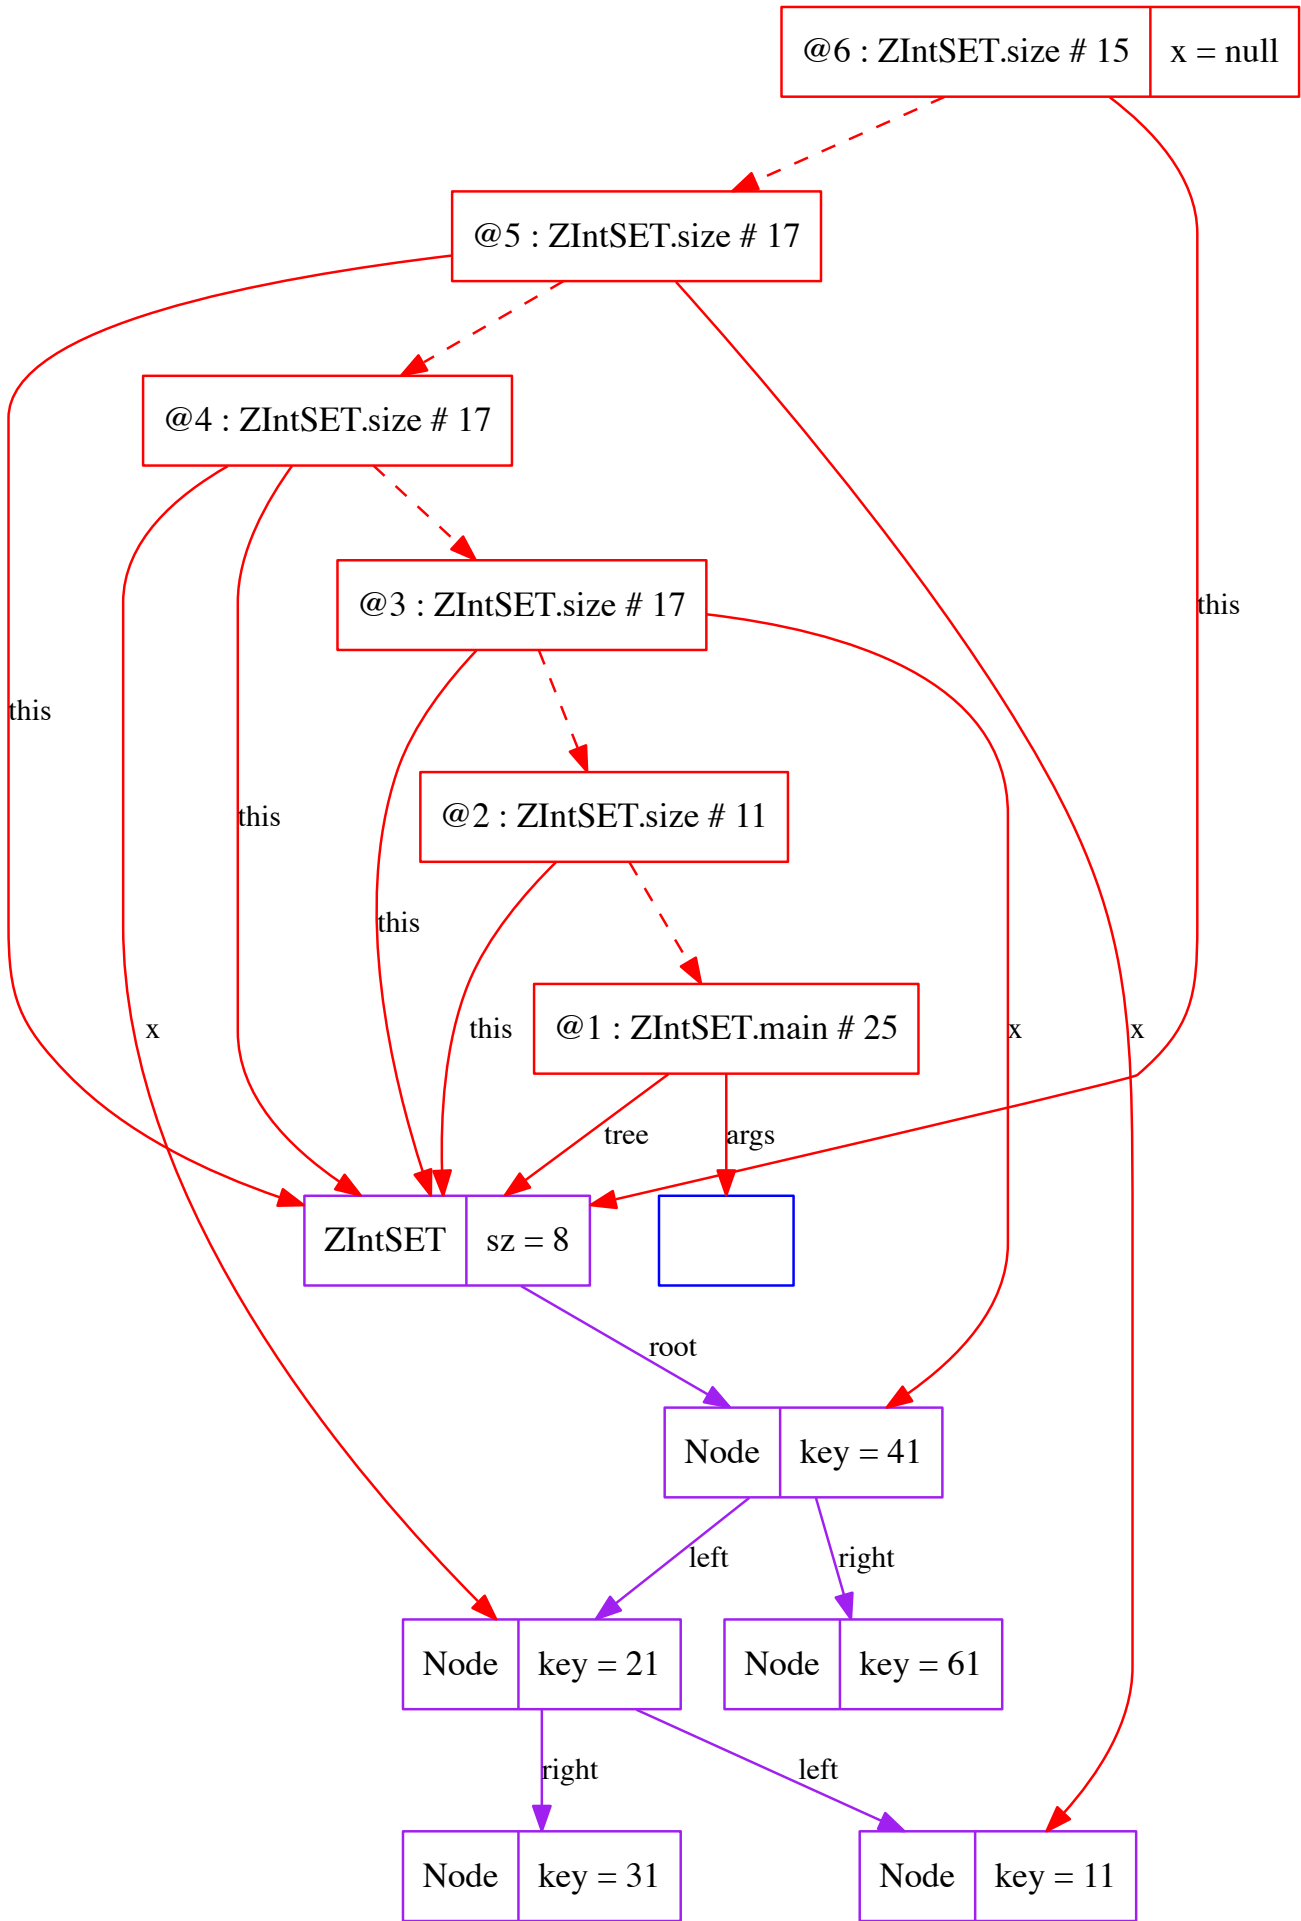 @6 : ZIntSET.size # 15 x = null
@5 : ZIntSET.size # 17
@4 : ZIntSET.size # 17
@3 : ZIntSET.size # 17
this
this
@2 : ZIntSET.size # 11
this
this
@1 : ZIntSET.main # 25
x
this
x
x
tree
args
ZIntSET sz = 8
root
Node key = 41
left
right
Node key = 21
Node key = 61
right
left
Node key = 31
Node key = 11